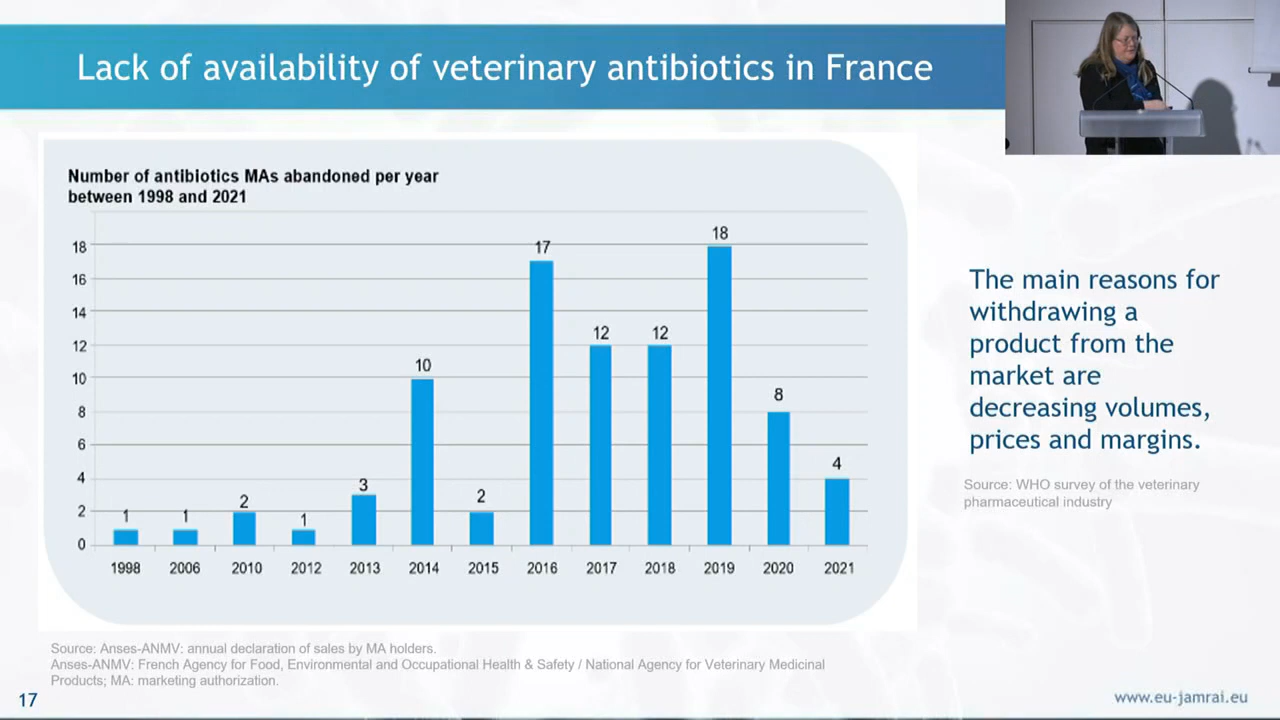 Lack of availability of veterinary antibiotics in France
Number of antibiotics MAs abandoned per year
between 1998 and 2021
18
16
14
12
10
8
6
4
2
0
1
1
2
1
3
10
2
17
12
12
18
8
4
1998 2006 2010 2012 2013 2014 2015 2016 2017 2018 2019 2020 2021
The main reasons for
withdrawing a
product from the
market are
decreasing volumes,
prices and margins.
Source: WHO survey of the veterinary
pharmaceutical industry
Source: Anses-ANMV: annual declaration of sales by MA holders.
Anses-ANMV: French Agency for Food, Environmental and Occupational Health & Safety / National Agency for Veterinary Medicinal
Products; MA: marketing authorization.
17
www.eu-jamrai.eu